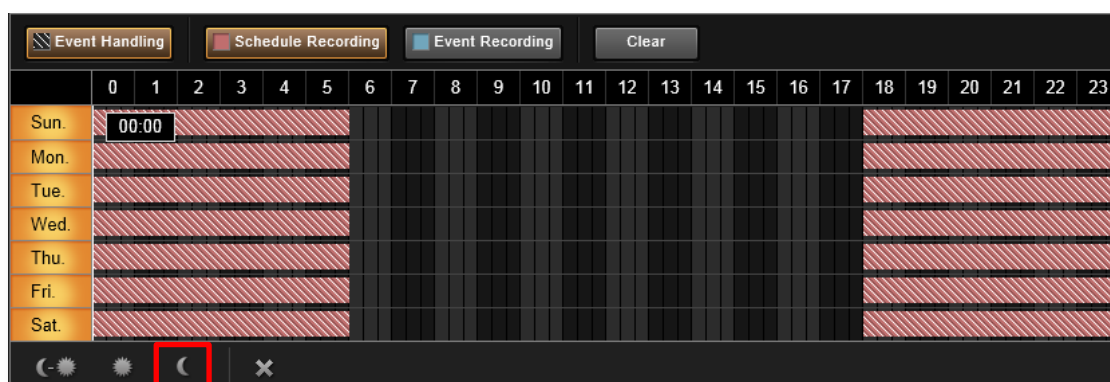 Event Handling Schedule Recording Event Recording Clear
0 1 2 3 4 5 6 7 8 9 10 11 12 13 14 15 16 17 18 19 20 21 22 23
Sun. 00:00
Mon.
Tue.
Wed.
Thu.
Fri.
Sat.